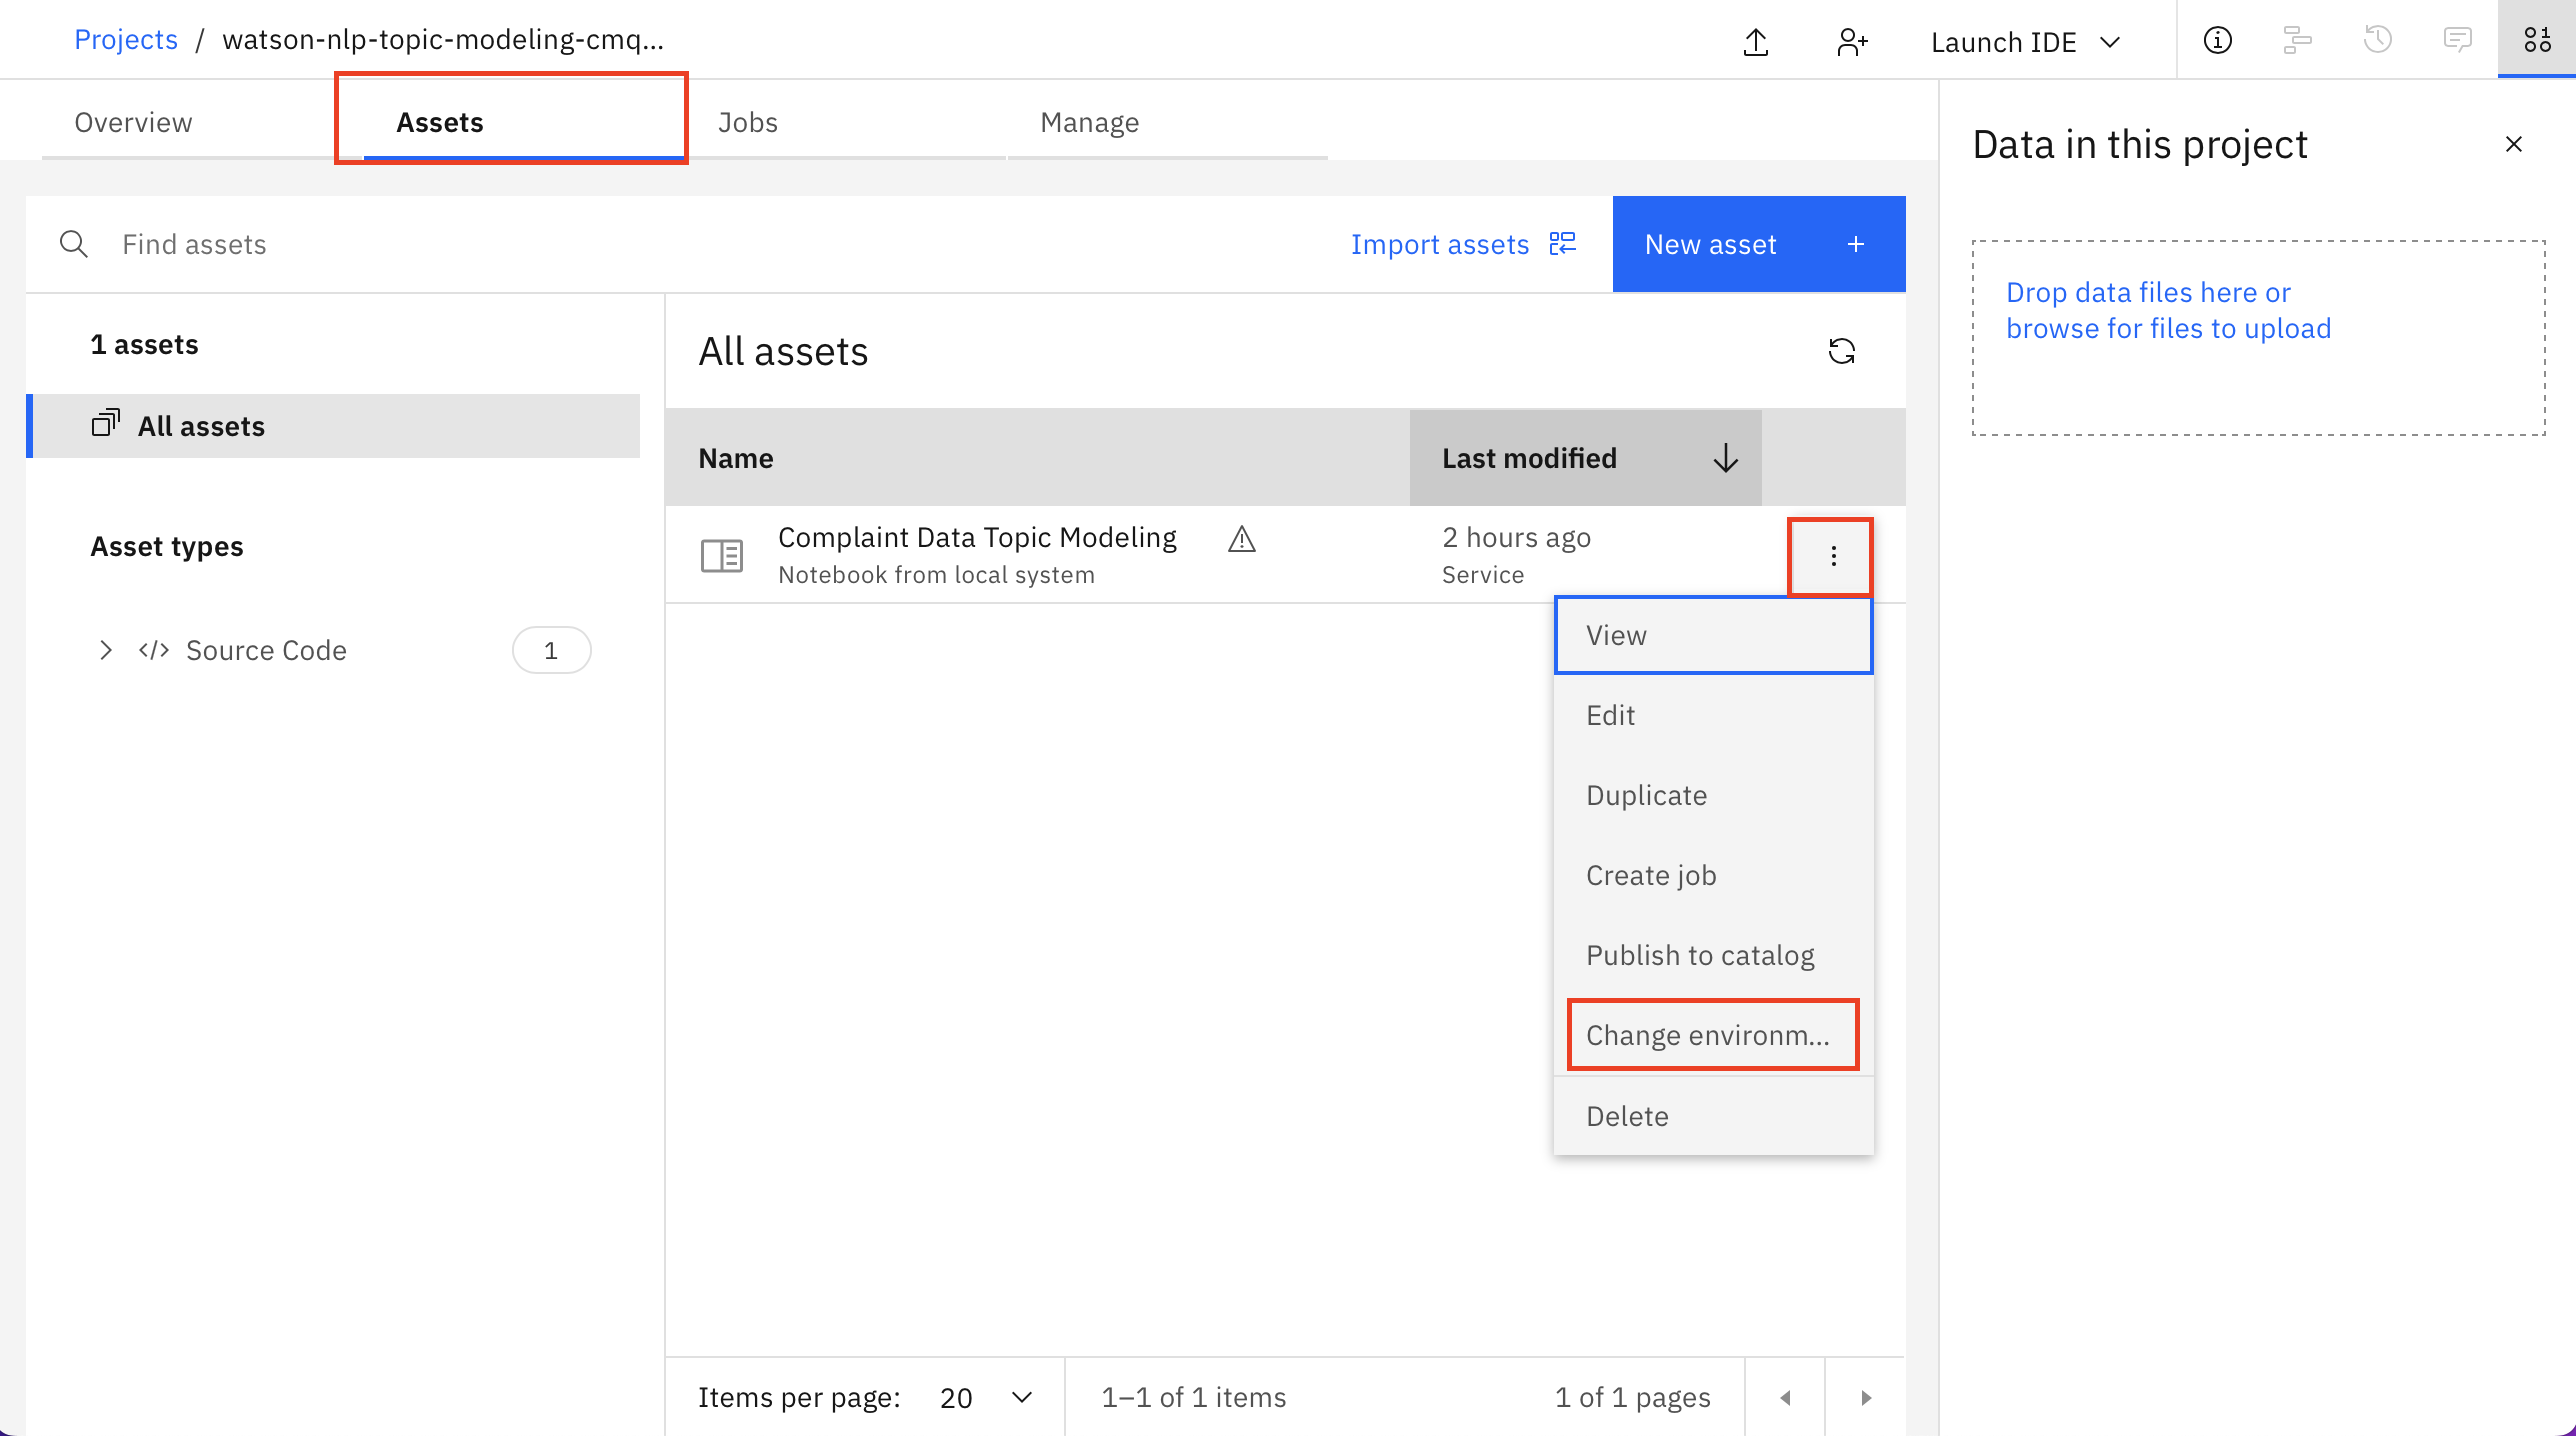 Projects / watson-nlp-topic-modeling-cmq...
Launch IDE
Overview
Assets
Jobs
Manage
Data in this project
Find assets
Import assets
New asset
Drop data files here or
browse for files to upload
1 assets
All assets
Asset types
Source Code
1
All assets
Name
Last modified
Complaint Data Topic Modeling
Notebook from local system
2 hours ago
Service
View
Edit
Duplicate
Create job
Publish to catalog
Change environm...
Delete
Items per page: 20
1–1 of 1 items
1 of 1 pages